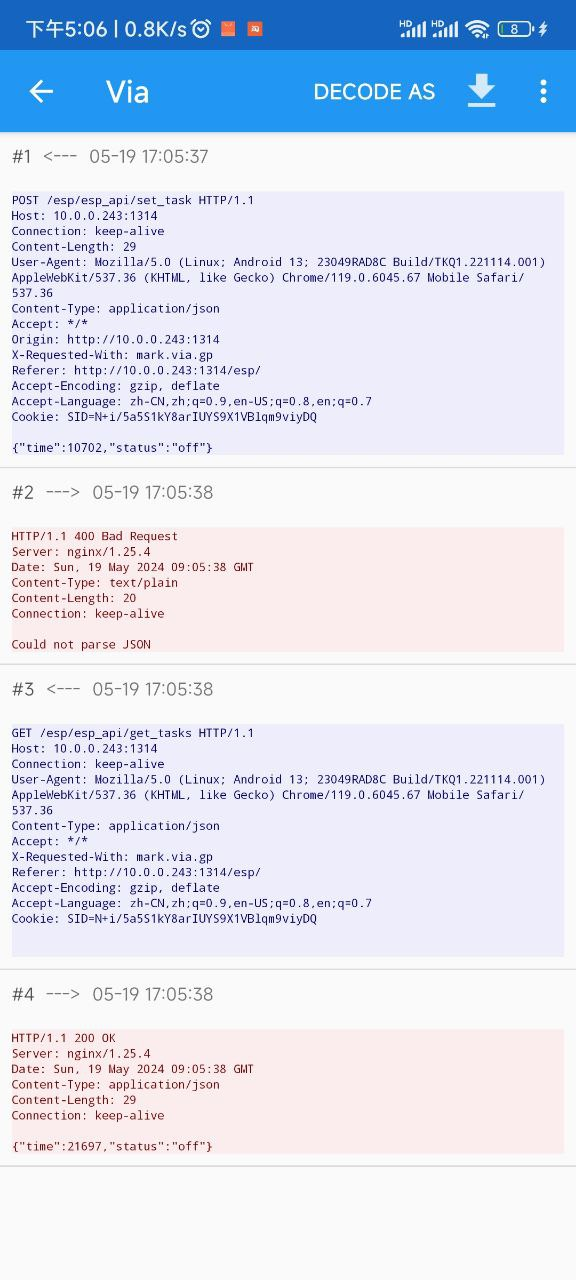 下午5:06 | 0.8K/s
HD HD 8
Via DECODE AS
#1 <--- 05-19 17:05:37
POST /esp/esp_api/set_task HTTP/1.1
Host: 10.0.0.243:1314
Connection: keep-alive
Content-Length: 29
User-Agent: Mozilla/5.0 (Linux; Android 13; 23049RAD8C Build/TKQ1.221114.001)
AppleWebKit/537.36 (KHTML, like Gecko) Chrome/119.0.6045.67 Mobile Safari/
537.36
Content-Type: application/json
Accept: */*
Origin: http://10.0.0.243:1314
X-Requested-With: mark.via.gp
Referer: http://10.0.0.243:1314/esp/
Accept-Encoding: gzip, deflate
Accept-Language: zh-CN,zh;q=0.9,en-US;q=0.8,en;q=0.7
Cookie: SID=N+i/5a5S1kY8arIUYS9X1VBlqm9viyDQ
{"time":10702,"status":"off"}
#2 ---> 05-19 17:05:38
HTTP/1.1 400 Bad Request
Server: nginx/1.25.4
Date: Sun, 19 May 2024 09:05:38 GMT
Content-Type: text/plain
Content-Length: 20
Connection: keep-alive
Could not parse JSON
#3 <--- 05-19 17:05:38
GET /esp/esp_api/get_tasks HTTP/1.1
Host: 10.0.0.243:1314
Connection: keep-alive
User-Agent: Mozilla/5.0 (Linux; Android 13; 23049RAD8C Build/TKQ1.221114.001)
AppleWebKit/537.36 (KHTML, like Gecko) Chrome/119.0.6045.67 Mobile Safari/
537.36
Content-Type: application/json
Accept: */*
X-Requested-With: mark.via.gp
Referer: http://10.0.0.243:1314/esp/
Accept-Encoding: gzip, deflate
Accept-Language: zh-CN,zh;q=0.9,en-US;q=0.8,en;q=0.7
Cookie: SID=N+i/5a5S1kY8arIUYS9X1VBlqm9viyDQ
#4 ---> 05-19 17:05:38
HTTP/1.1 200 OK
Server: nginx/1.25.4
Date: Sun, 19 May 2024 09:05:38 GMT
Content-Type: application/json
Content-Length: 29
Connection: keep-alive
{"time":21697,"status":"off"}